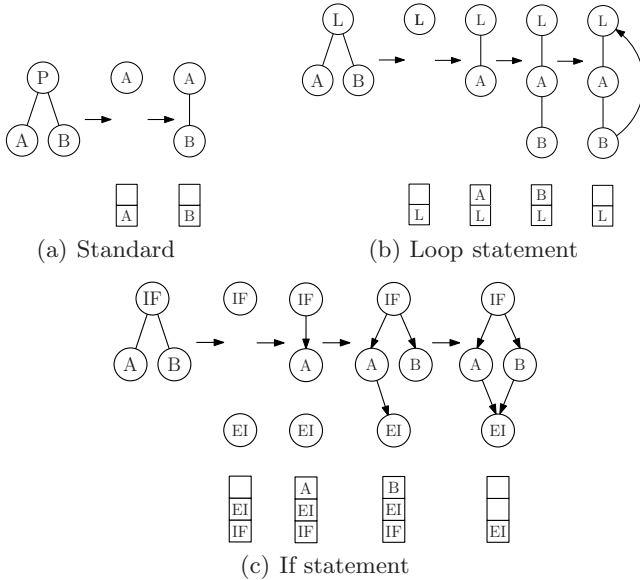 P A A
A B B
A B
(a) Standard
L L L L L
A B A A A
B B
A B
L L L L
(b) Loop statement
IF IF IF IF IF
A B A A B A B
EI EI EI EI
A B
EI EI EI
IF IF IF EI
(c) If statement